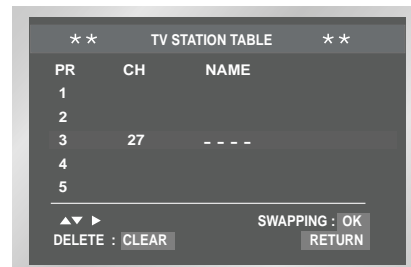 ** TV STATION TABLE **
PR CH NAME
1
2
3 27 _ _ _ _
4
5
▲▼ ►
SWAPPING : OK
DELETE : CLEAR RETURN